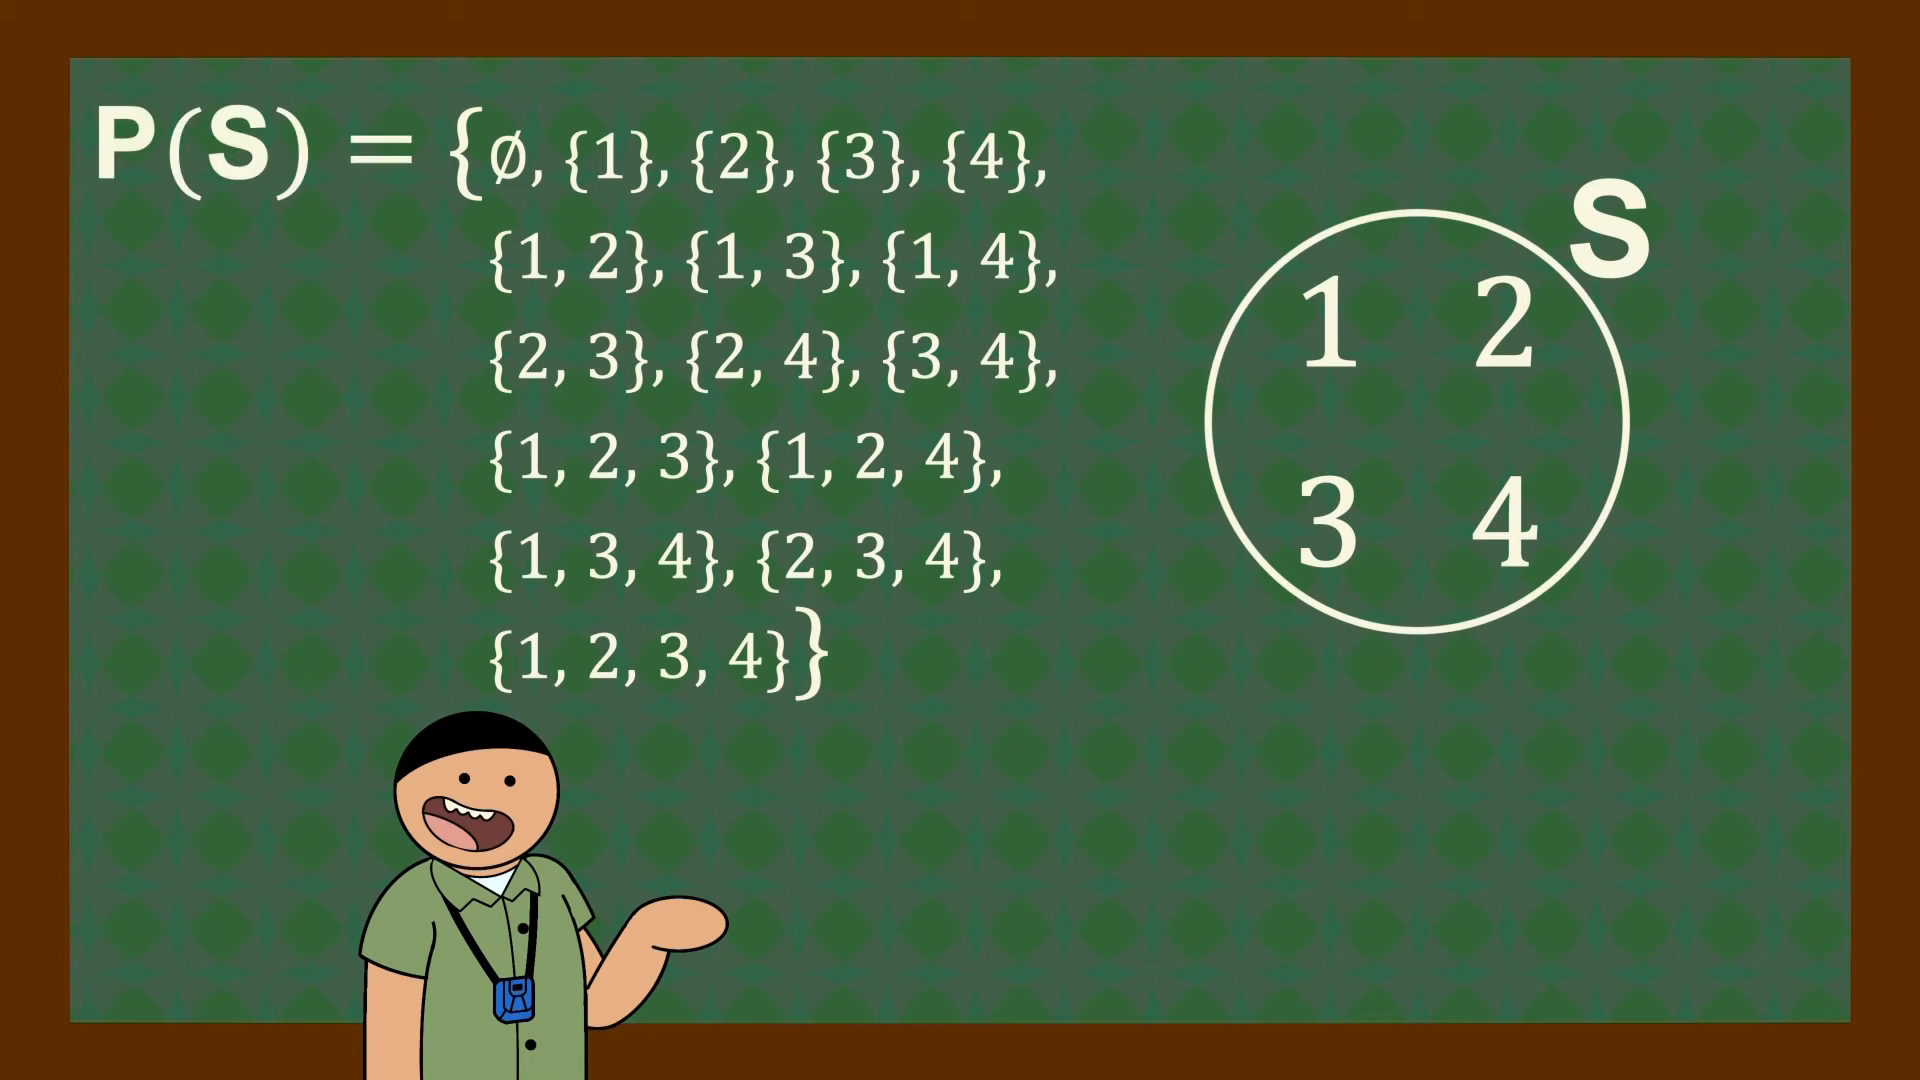 P(S) = {∅, {1}, {2}, {3}, {4},
{1, 2}, {1, 3}, {1, 4},
{2, 3}, {2, 4}, {3, 4},
{1, 2, 3}, {1, 2, 4},
{1, 3, 4}, {2, 3, 4},
{1, 2, 3, 4}}
S
1 2
3 4